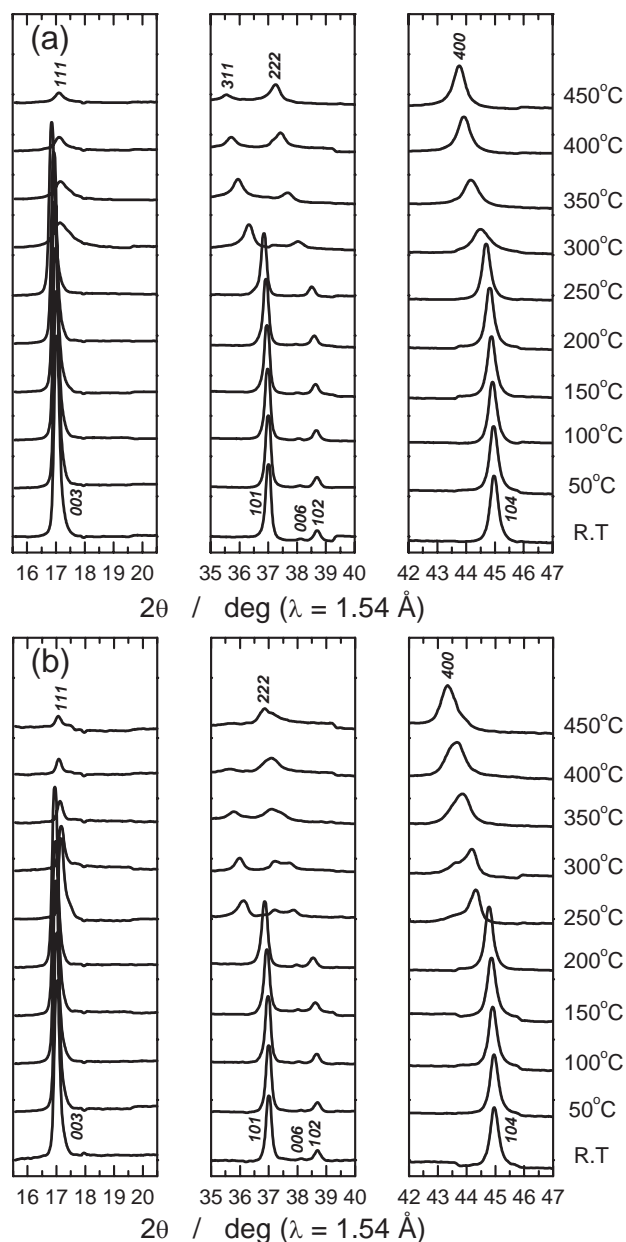 (a)
111
311
222
400
450°C
400°C
350°C
300°C
250°C
200°C
150°C
100°C
50°C
R.T
003
101
006
102
104
16 17 18 19 20
35 36 37 38 39 40
42 43 44 45 46 47
2θ / deg (λ = 1.54 Å)
(b)
111
222
400
450°C
400°C
350°C
300°C
250°C
200°C
150°C
100°C
50°C
R.T
003
101
006
102
104
16 17 18 19 20
35 36 37 38 39 40
42 43 44 45 46 47
2θ / deg (λ = 1.54 Å)